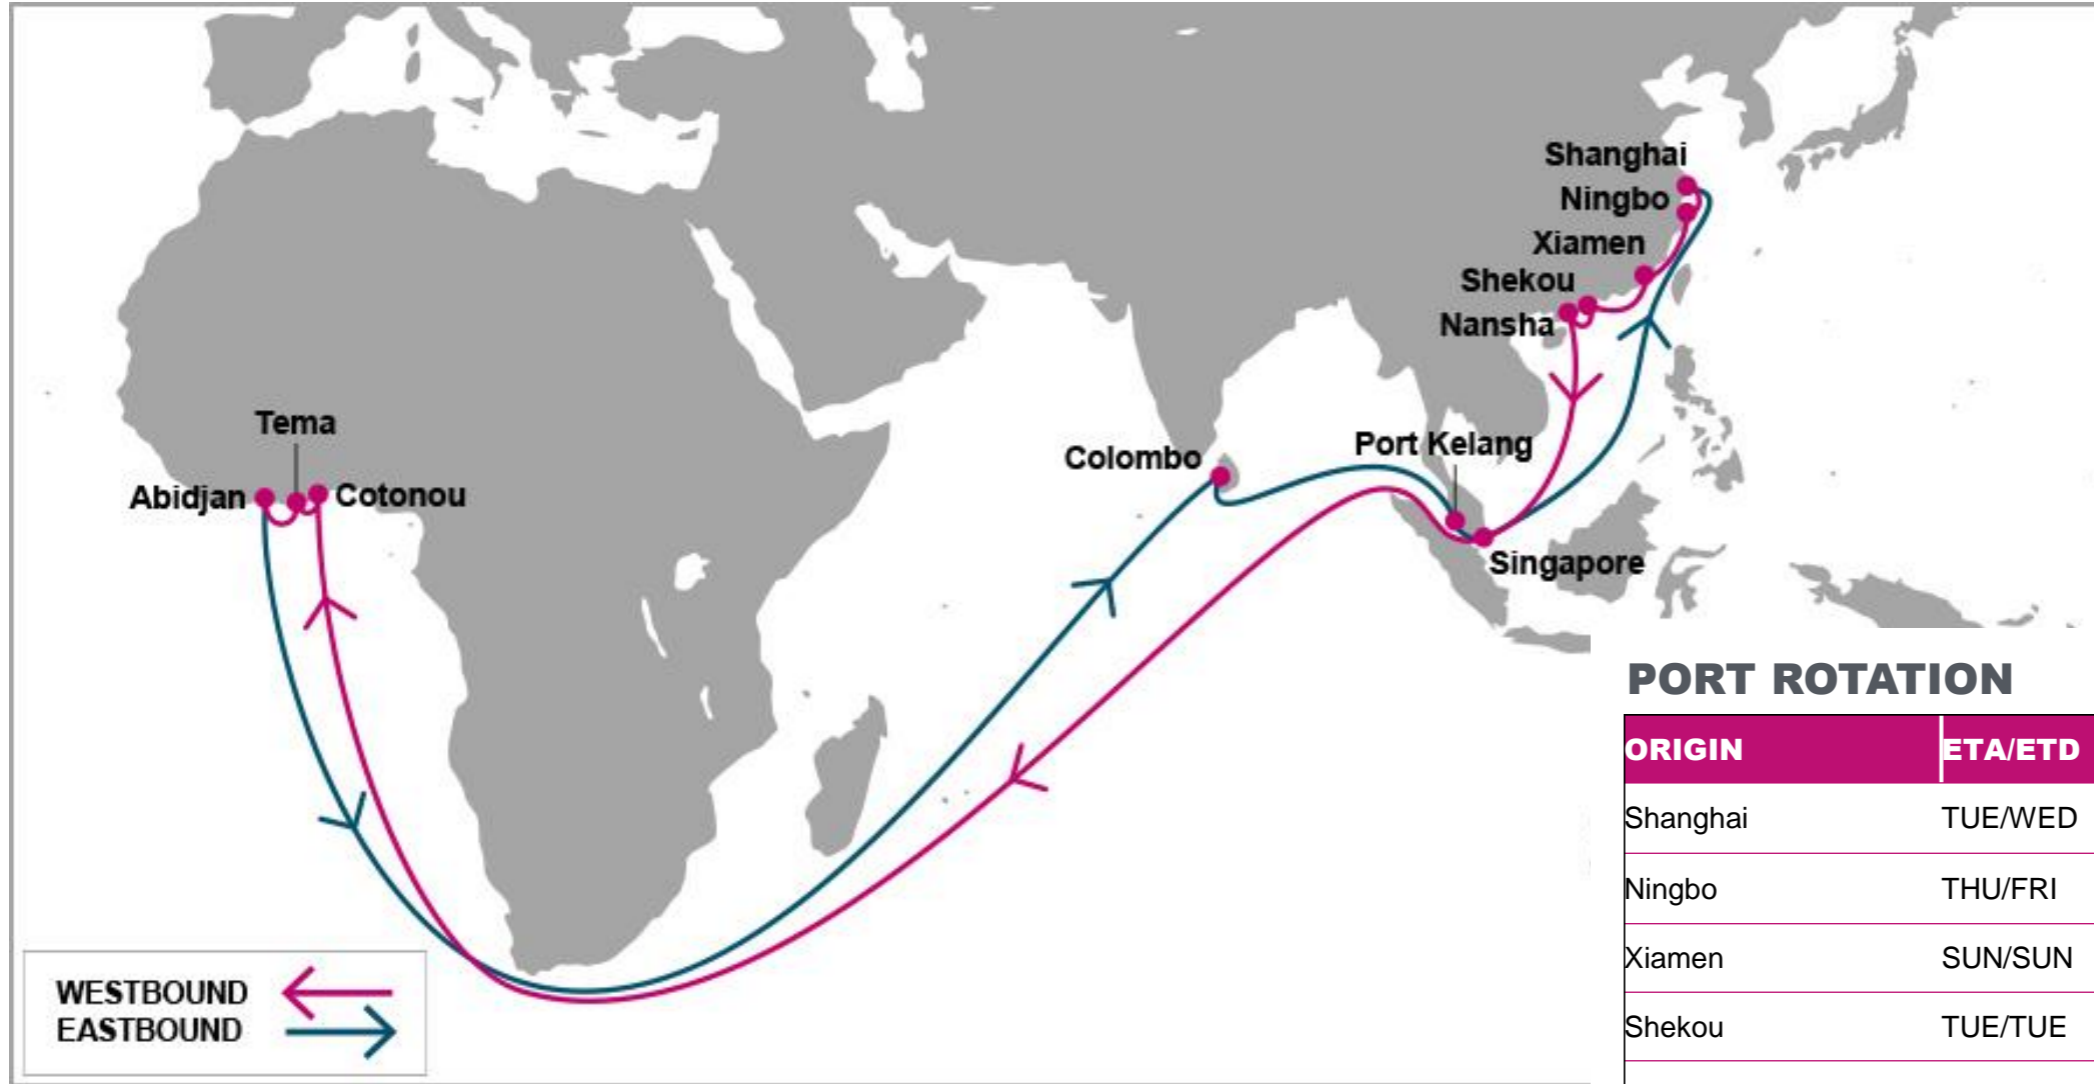 Shanghai
Ningbo
Xiamen
Shekou
Nansha
Tema
Port Kelang
Colombo
Abidjan
Cotonou
Singapore
WESTBOUND
EASTBOUND
PORT ROTATION
ORIGIN ETA/ETD
Shanghai TUE/WED
Ningbo THU/FRI
Xiamen SUN/SUN
Shekou TUE/TUE